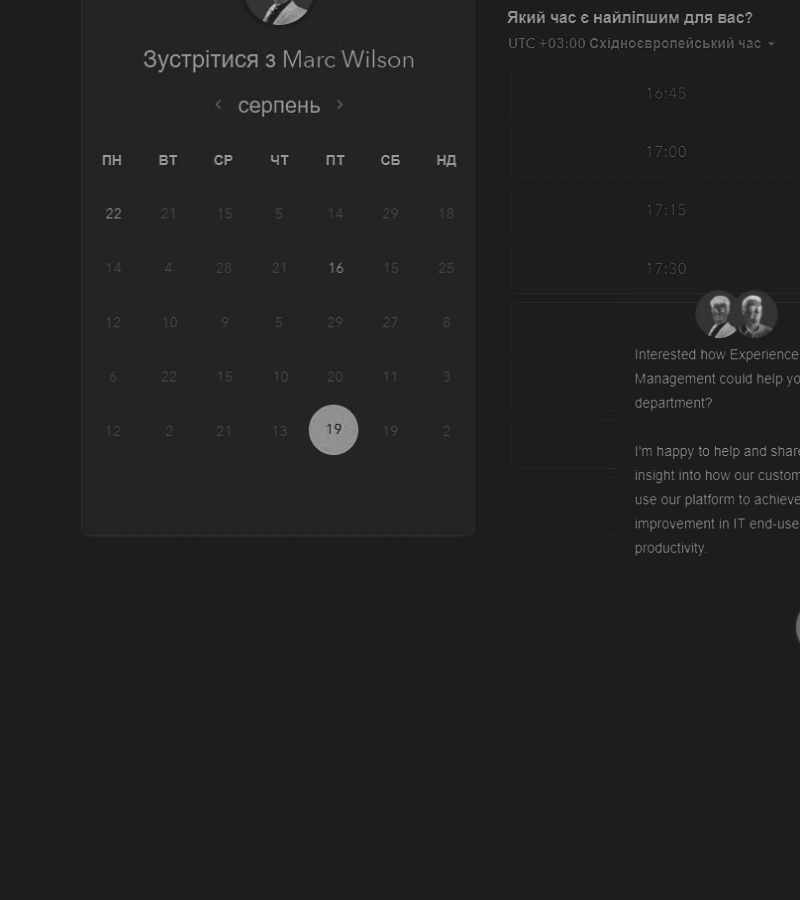 Зустрітися з Marc Wilson
серпень
ПН ВТ СР ЧТ ПТ СБ НД
22 21 15 5 14 29 18
14 4 28 21 16 15 25
12 10 9 5 29 27 8
6 22 15 10 20 11 3
12 2 21 13 19 19 2
Який час є найліпшим для вас?
UTC +03:00 Східноєвропейський час
16:45
17:00
17:15
17:30
Interested how Experience
Management could help yo
department?
I'm happy to help and share
insight into how our custom
use our platform to achieve
improvement in IT end-use
productivity.